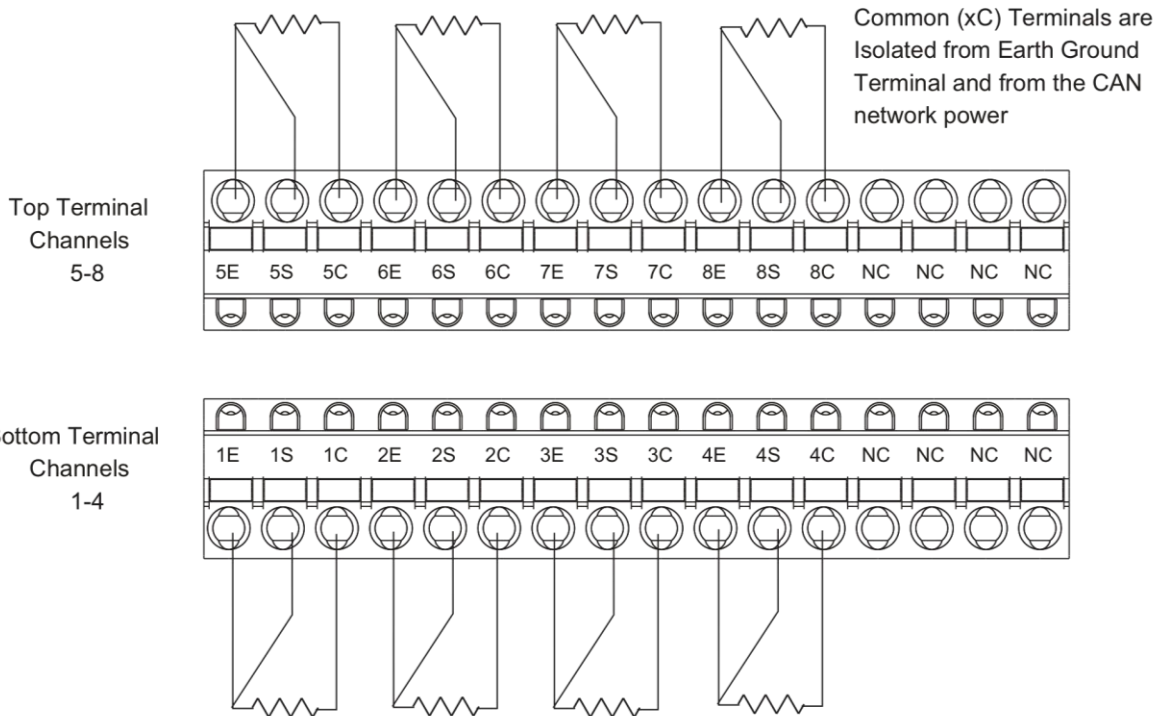 Common (xC) Terminals are
Isolated from Earth Ground
Terminal and from the CAN
network power
Top Terminal
Channels
5-8
5E 5S 5C 6E 6S 6C 7E 7S 7C 8E 8S 8C NC NC NC NC
ottom Terminal
Channels
1-4
1E 1S 1C 2E 2S 2C 3E 3S 3C 4E 4S 4C NC NC NC NC